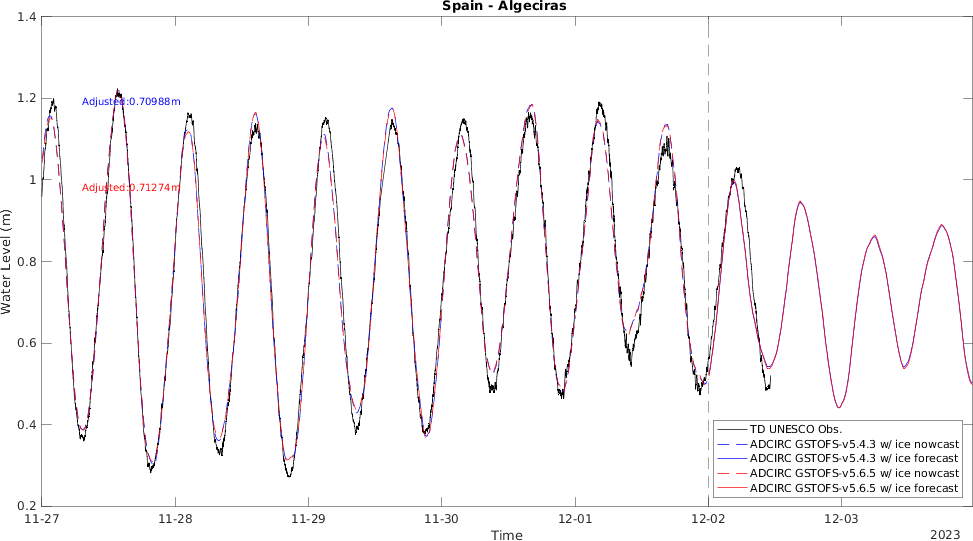 Spain - Algeciras
1.4
1.2
1
0.8
0.6
0.4
0.2
Water Level (m)
Adjusted:0.70988m
Adjusted:0.71274m
TD UNESCO Obs.
ADCIRC GSTOFS-v5.4.3 w/ ice nowcast
ADCIRC GSTOFS-v5.4.3 w/ ice forecast
ADCIRC GSTOFS-v5.6.5 w/ ice nowcast
ADCIRC GSTOFS-v5.6.5 w/ ice forecast
11-27 11-28 11-29 11-30 12-01 12-02 12-03
Time
2023